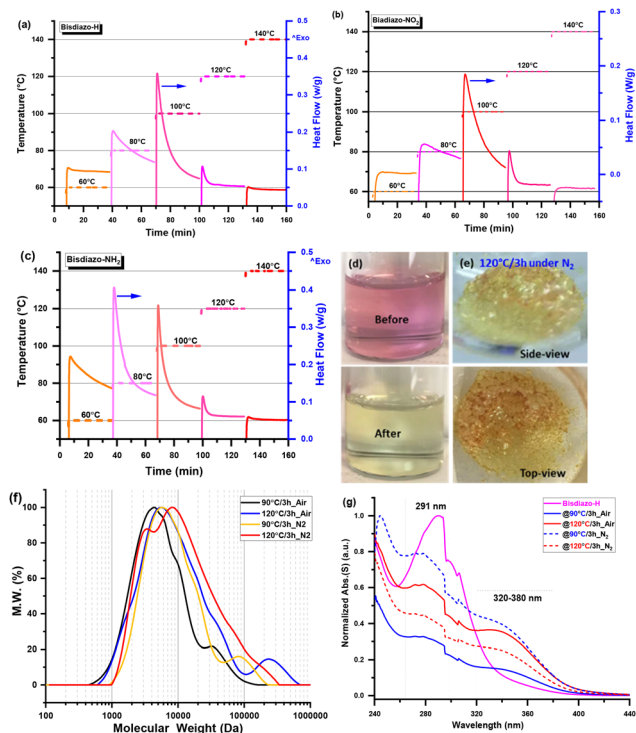 (a)
Bisdiazo-H
^Exo
Temperature (°C)
Heat Flow (w/g)
Time (min)
140
120
100
80
60
0.5
0.4
0.3
0.2
0.1
0.0
0 20 40 60 80 100 120 140 160
60°C
80°C
100°C
120°C
140°C
(b)
Biadiazo-NO₂
^Exo
Temperature (°C)
Heat Flow (W/g)
Time (min)
140
120
100
80
60
0.3
0.2
0.1
0.0
0 20 40 60 80 100 120 140 160
60°C
80°C
100°C
120°C
140°C
(c)
Bisdiazo-NH₂
^Exo
Temperature (°C)
Heat Flow (w/g)
Time (min)
140
120
100
80
60
0.5
0.4
0.3
0.2
0.1
0.0
0 20 40 60 80 100 120 140 160
60°C
80°C
100°C
120°C
140°C
(d)
Before
After
(e)
120°C/3h under N₂
Side-view
Top-view
(f)
90°C/3h_Air
120°C/3h_Air
90°C/3h_N2
120°C/3h_N2
M.W. (%)
100
80
60
40
20
0
100 1000 10000 100000 1000000
Molecular Weight (Da)
(g)
291 nm
Bisdiazo-H
@90°C/3h_Air
@120°C/3h_Air
@90°C/3h_N₂
@120°C/3h_N₂
320-380 nm
Normalized Abs.(S) (a.u.)
1.0
0.8
0.6
0.4
0.2
0.0
240 280 320 360 400 440
Wavelength (nm)